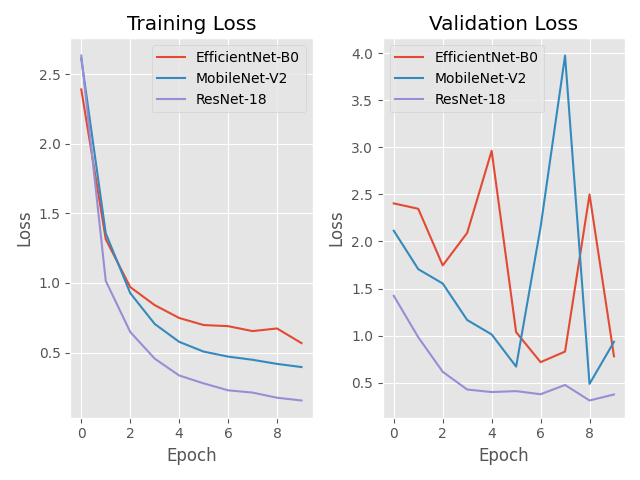 Training Loss
EfficientNet-B0
MobileNet-V2
ResNet-18
2.5
2.0
1.5
1.0
0.5
Loss
0 2 4 6 8
Epoch
Validation Loss
EfficientNet-B0
MobileNet-V2
ResNet-18
4.0
3.5
3.0
2.5
2.0
1.5
1.0
0.5
Loss
0 2 4 6 8
Epoch